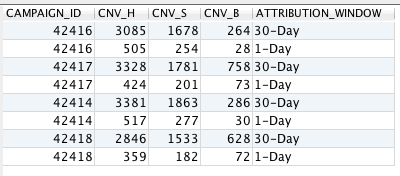 CAMPAIGN_ID CNV_H CNV_S CNV_B ATTRIBUTION_WINDOW
42416 3085 1678 264 30-Day
42416 505 254 28 1-Day
42417 3328 1781 758 30-Day
42417 424 201 73 1-Day
42414 3381 1863 286 30-Day
42414 517 277 30 1-Day
42418 2846 1533 628 30-Day
42418 359 182 72 1-Day